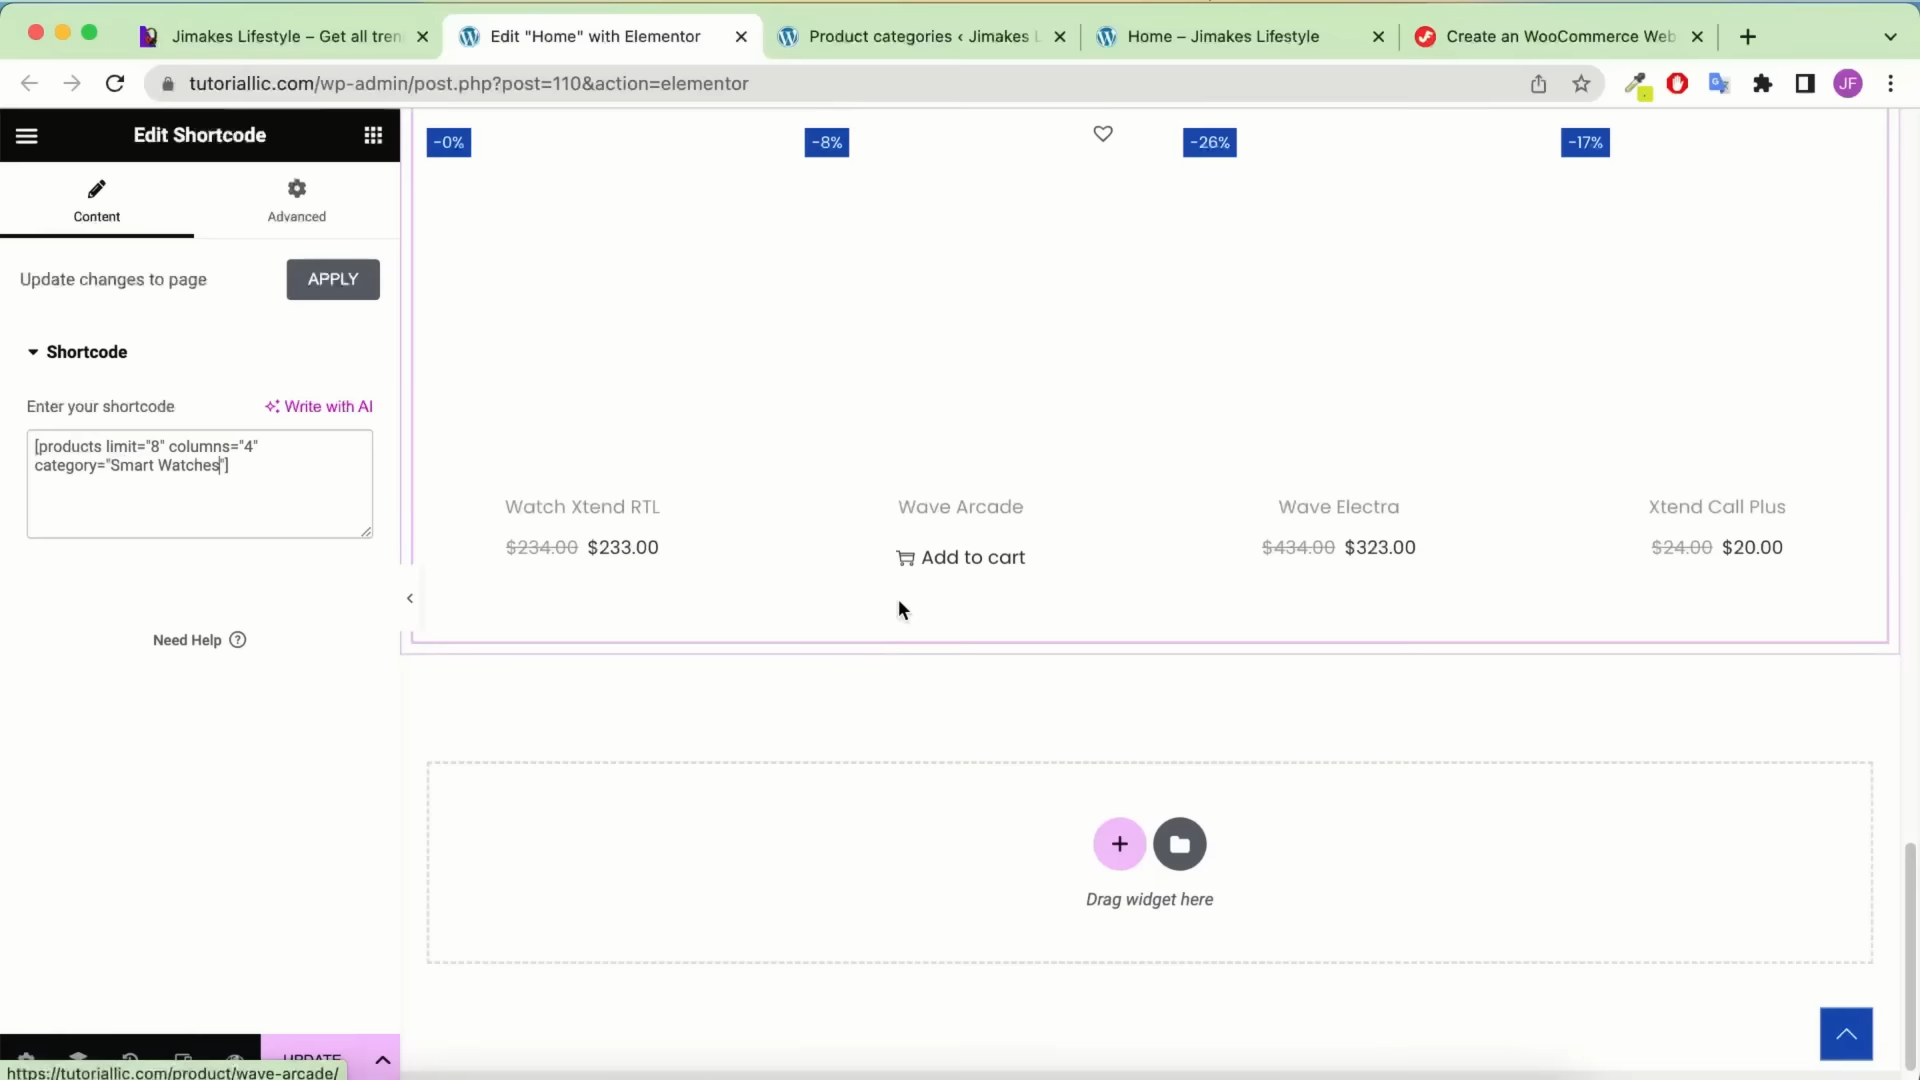 Jimakes Lifestyle – Get all tren
Edit "Home" with Elementor
Product categories ‹ Jimakes L
Home – Jimakes Lifestyle
Create an WooCommerce Web
tutoriallic.com/wp-admin/post.php?post=110&action=elementor
JF
Edit Shortcode
Content
Advanced
Update changes to page
APPLY
Shortcode
Enter your shortcode
Write with AI
[products limit="8" columns="4"
category="Smart Watches"]
Need Help
-0%
-8%
-26%
-17%
Watch Xtend RTL
Wave Arcade
Wave Electra
Xtend Call Plus
$234.00 $233.00
Add to cart
$434.00 $323.00
$24.00 $20.00
Drag widget here
UPDATE
https://tutoriallic.com/product/wave-arcade/